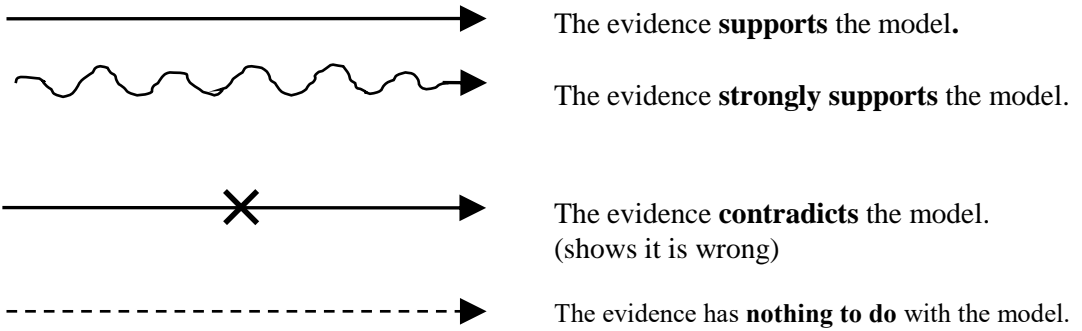 The evidence supports the model.
The evidence strongly supports the model.
The evidence contradicts the model.
(shows it is wrong)
The evidence has nothing to do with the model.